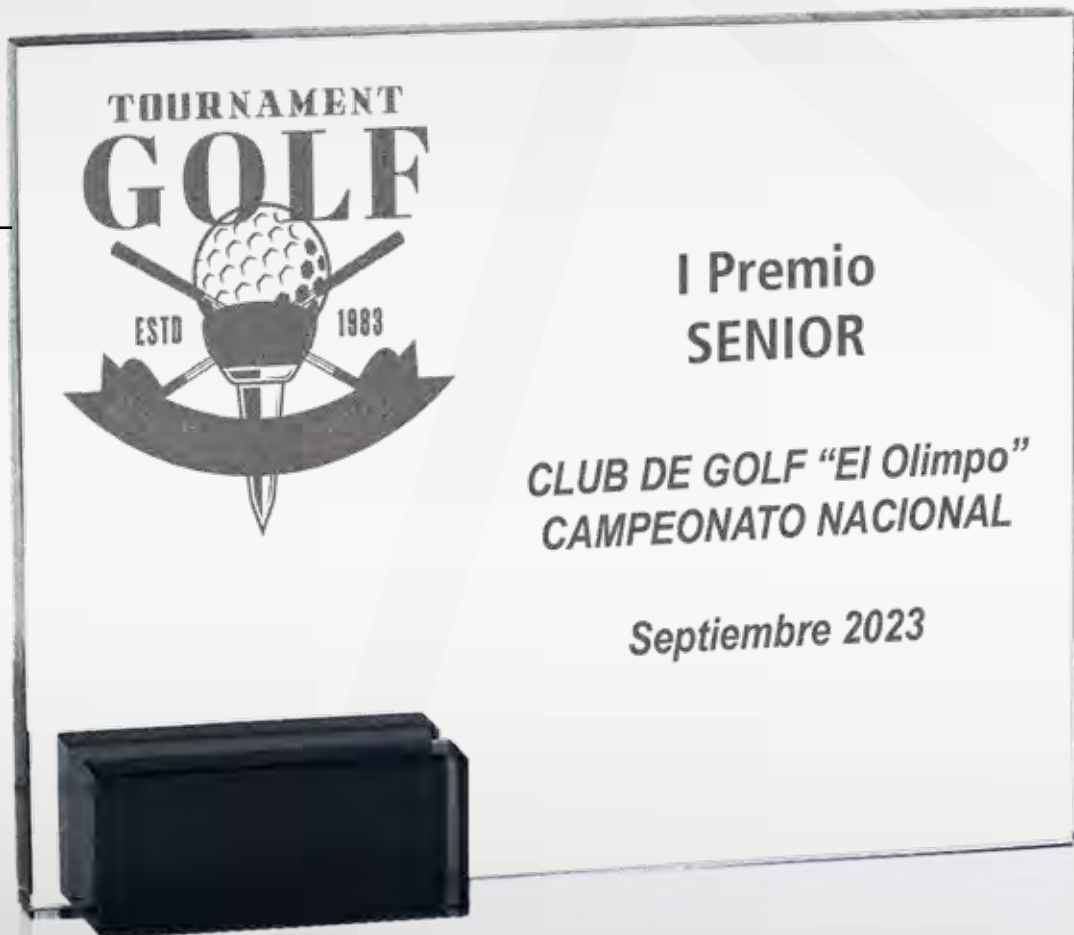 TOURNAMENT
GOLF
ESTD 1983
I Premio
SENIOR
CLUB DE GOLF “El Olimpo”
CAMPEONATO NACIONAL
Septiembre 2023